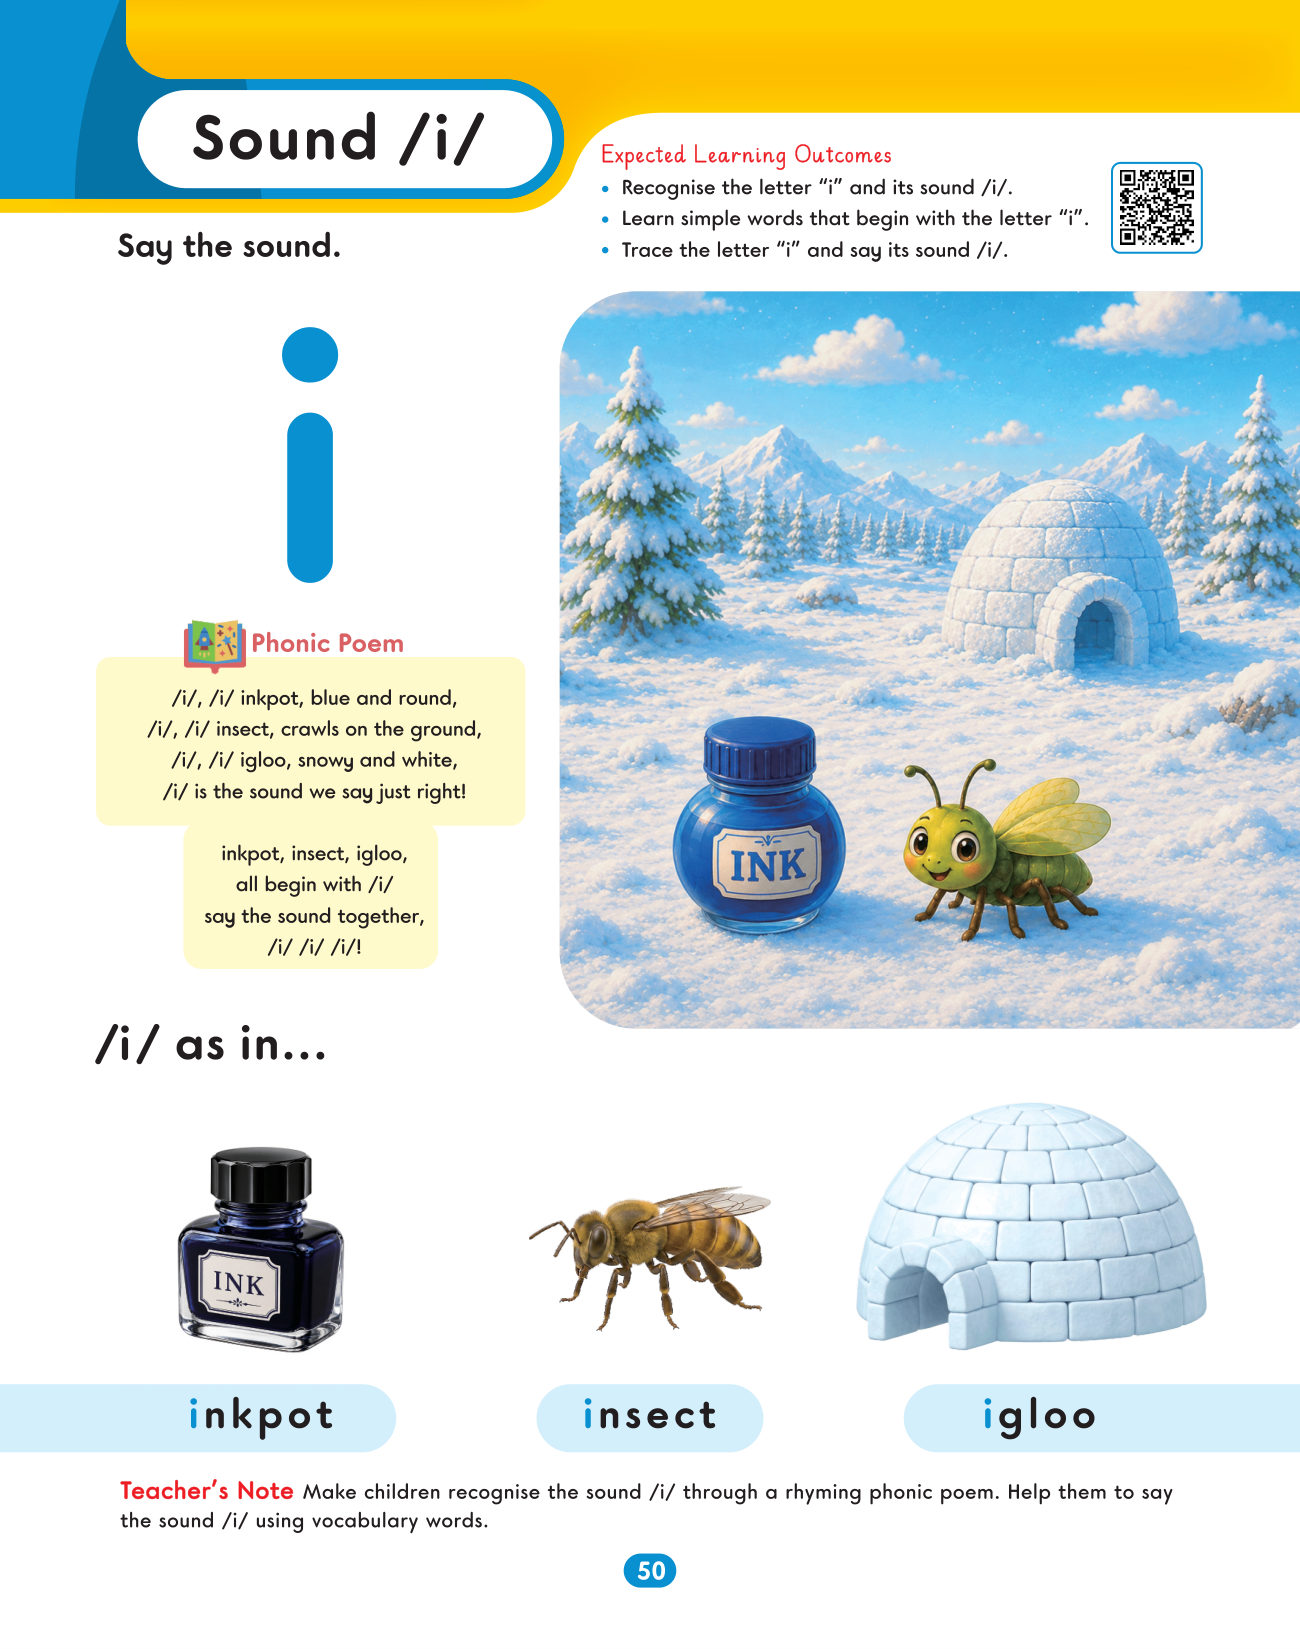 Sound /i/
Expected Learning Outcomes
• Recognise the letter “i” and its sound /i/.
• Learn simple words that begin with the letter “i”.
• Trace the letter “i” and say its sound /i/.
Say the sound.
i
Phonic Poem
/i/, /i/ inkpot, blue and round,
/i/, /i/ insect, crawls on the ground,
/i/, /i/ igloo, snowy and white,
/i/ is the sound we say just right!
inkpot, insect, igloo,
all begin with /i/
say the sound together,
/i/ /i/ /i/!
INK
/i/ as in...
INK
inkpot
insect
igloo
Teacher’s Note Make children recognise the sound /i/ through a rhyming phonic poem. Help them to say
the sound /i/ using vocabulary words.
50